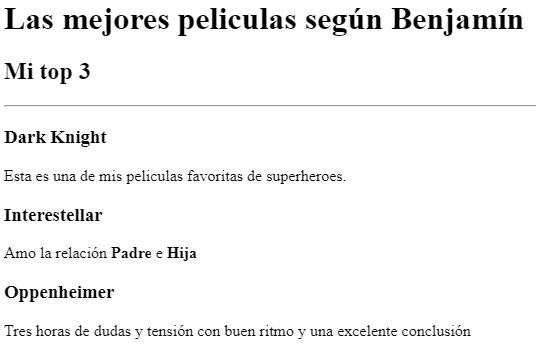 Las mejores peliculas según Benjamín
Mi top 3
Dark Knight
Esta es una de mis peliculas favoritas de superheroes.
Interestellar
Amo la relación Padre e Hija
Oppenheimer
Tres horas de dudas y tensión con buen ritmo y una excelente conclusión